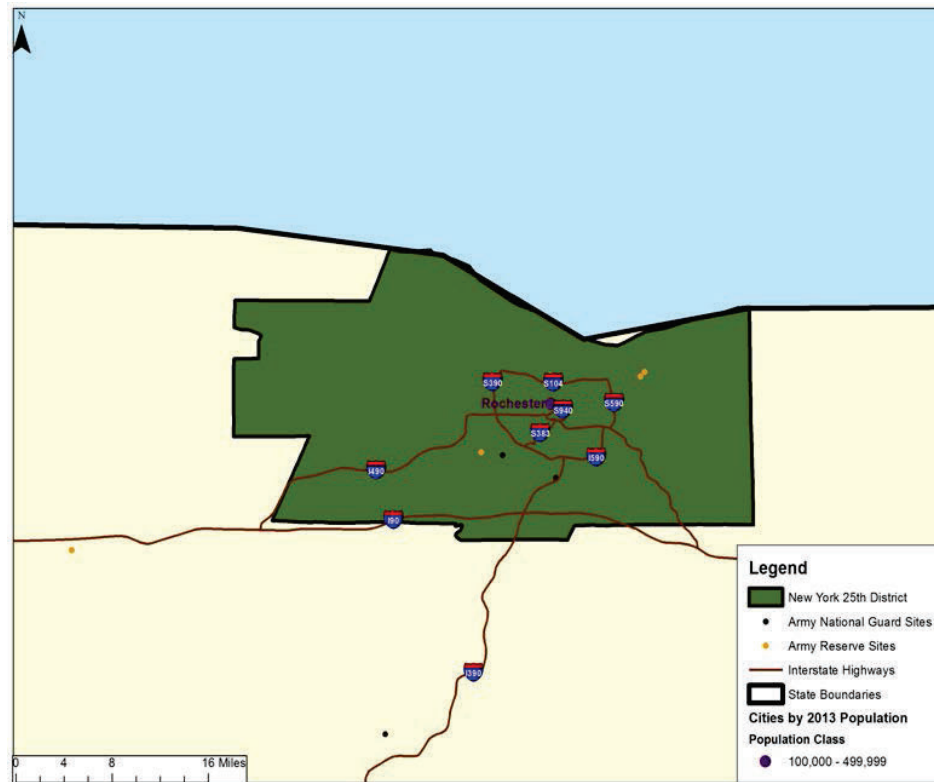 N
S390
S104
Rochester
S940
S590
S383
I590
I490
I90
I390
Legend
New York 25th District
Army National Guard Sites
Army Reserve Sites
Interstate Highways
State Boundaries
Cities by 2013 Population
Population Class
100,000 - 499,999
0 4 8 16 Miles